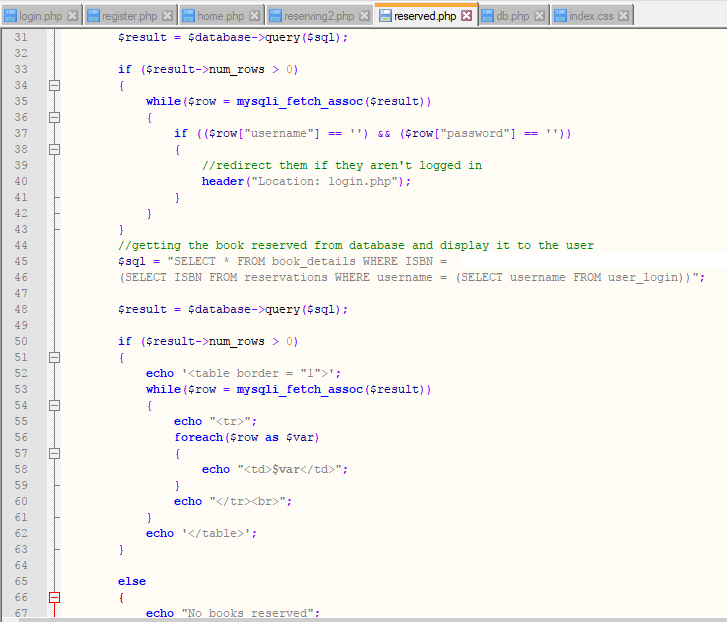 login.php register.php home.php reserving2.php reserved.php db.php index.css
31 $result = $database->query($sql);
32
33 if ($result->num_rows > 0)
34 {
35 while($row = mysqli_fetch_assoc($result))
36 {
37 if (($row["username"] == '') && ($row["password"] == ''))
38 {
39 //redirect them if they aren't logged in
40 header("Location: login.php");
41 }
42 }
43 }
44 //getting the book reserved from database and display it to the user
45 $sql = "SELECT * FROM book_details WHERE ISBN =
46 (SELECT ISBN FROM reservations WHERE username = (SELECT username FROM user_login))";
47
48 $result = $database->query($sql);
49
50 if ($result->num_rows > 0)
51 {
52 echo '<table border = "1">';
53 while($row = mysqli_fetch_assoc($result))
54 {
55 echo "<tr>";
56 foreach($row as $var)
57 {
58 echo "<td>$var</td>";
59 }
60 echo "</tr><br>";
61 }
62 echo '</table>';
63 }
64
65 else
66 {
67 echo "No books reserved";